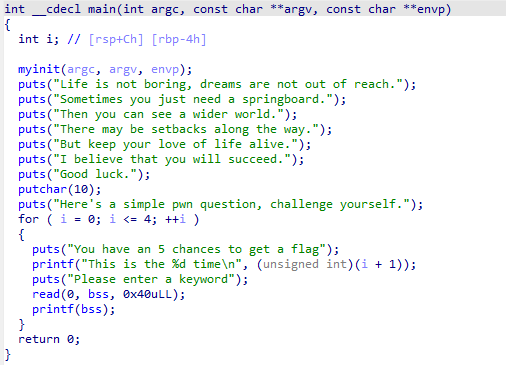 int __cdecl main(int argc, const char **argv, const char **envp)
{
  int i; // [rsp+Ch] [rbp-4h]

  myinit(argc, argv, envp);
  puts("Life is not boring, dreams are not out of reach.");
  puts("Sometimes you just need a springboard.");
  puts("Then you can see a wider world.");
  puts("There may be setbacks along the way.");
  puts("But keep your love of life alive.");
  puts("I believe that you will succeed.");
  puts("Good luck.");
  putchar(10);
  puts("Here's a simple pwn question, challenge yourself.");
  for ( i = 0; i <= 4; ++i )
  {
    puts("You have an 5 chances to get a flag");
    printf("This is the %d time\n", (unsigned int)(i + 1));
    puts("Please enter a keyword");
    read(0, bss, 0x40uLL);
    printf(bss);
  }
  return 0;
}